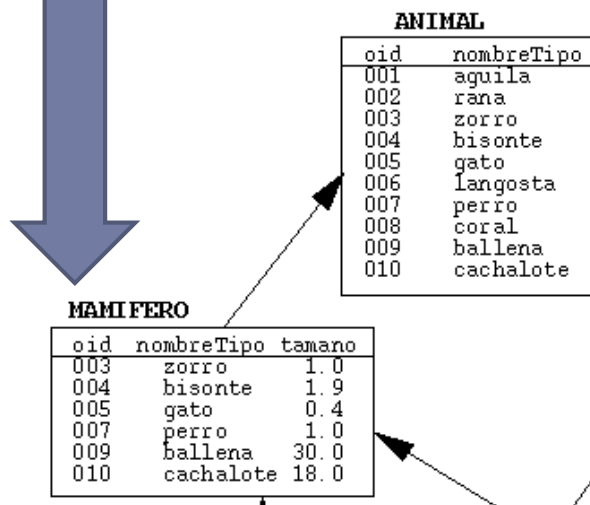 ANIMAL
oid nombreTipo
001 aguila
002 rana
003 zorro
004 bisonte
005 gato
006 langosta
007 perro
008 coral
009 ballena
010 cachalote
MAMIFERO
oid nombreTipo tamano
003 zorro 1.0
004 bisonte 1.9
005 gato 0.4
007 perro 1.0
009 ballena 30.0
010 cachalote 18.0